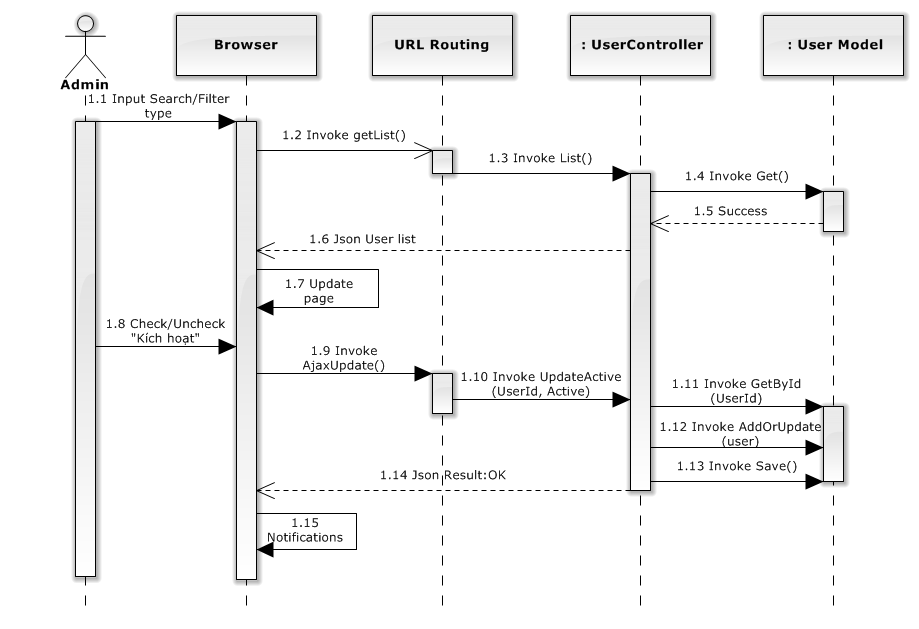 Browser
URL Routing
: UserController
: User Model
Admin
1.1 Input Search/Filter
type
1.2 Invoke getList()
1.3 Invoke List()
1.4 Invoke Get()
1.5 Success
1.6 Json User list
1.7 Update
page
1.8 Check/Uncheck
"Kích hoạt"
1.9 Invoke
AjaxUpdate()
1.10 Invoke UpdateActive
(UserId, Active)
1.11 Invoke GetById
(UserId)
1.12 Invoke AddOrUpdate
(user)
1.13 Invoke Save()
1.14 Json Result:OK
1.15
Notifications